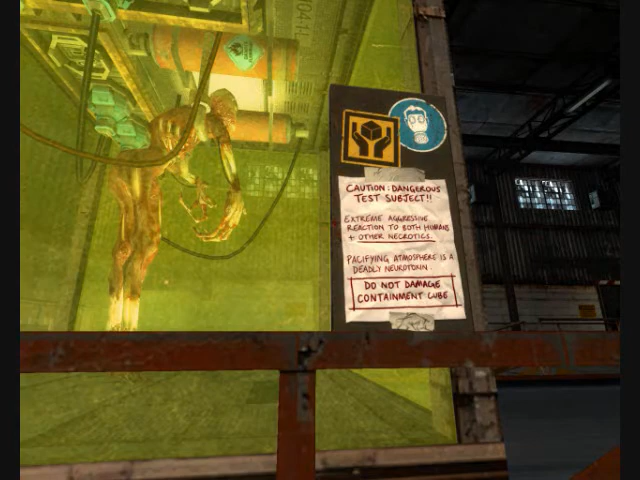 CAUTION: DANGEROUS
TEST SUBJECT!!
EXTREME AGGRESSIVE
REACTION TO BOTH HUMANS
+ OTHER NECROTICS.
PACIFYING ATMOSPHERE IS A
DEADLY NEUROTOXIN.
DO NOT DAMAGE
CONTAINMENT CUBE